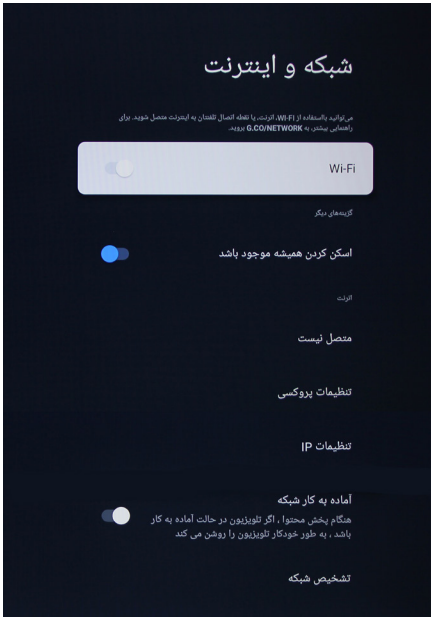 شبکه و اینترنت
می‌توانید بااستفاده از WI-FI، اترنت، یا نقطه اتصال تلفنتان به اینترنت متصل شوید. برای
راهنمایی بیشتر، به G.CO/NETWORK بروید.
Wi-Fi
گزینه‌های دیگر
اسکن کردن همیشه موجود باشد
اترنت
متصل نیست
تنظیمات پروکسی
تنظیمات IP
آماده به کار شبکه
هنگام پخش محتوا ، اگر تلویزیون در حالت آماده به کار
باشد ، به طور خودکار تلویزیون را روشن می کند
تشخیص شبکه